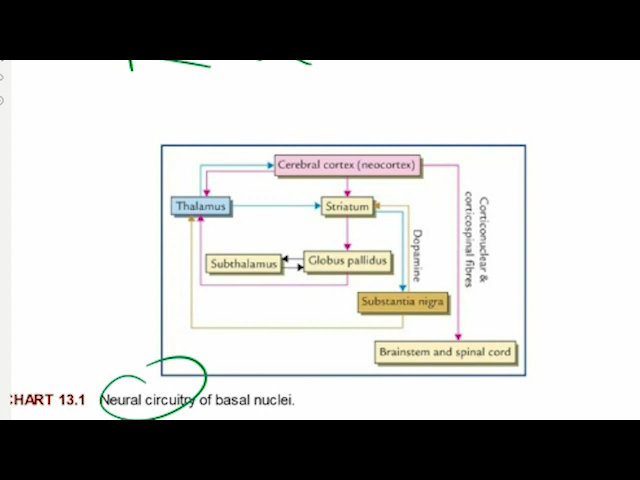 Cerebral cortex (neocortex)
Thalamus
Striatum
Corticonuclear &
corticospinal fibres
Dopamine
Subthalamus
Globus pallidus
Substantia nigra
Brainstem and spinal cord
CHART 13.1 Neural circuitry of basal nuclei.